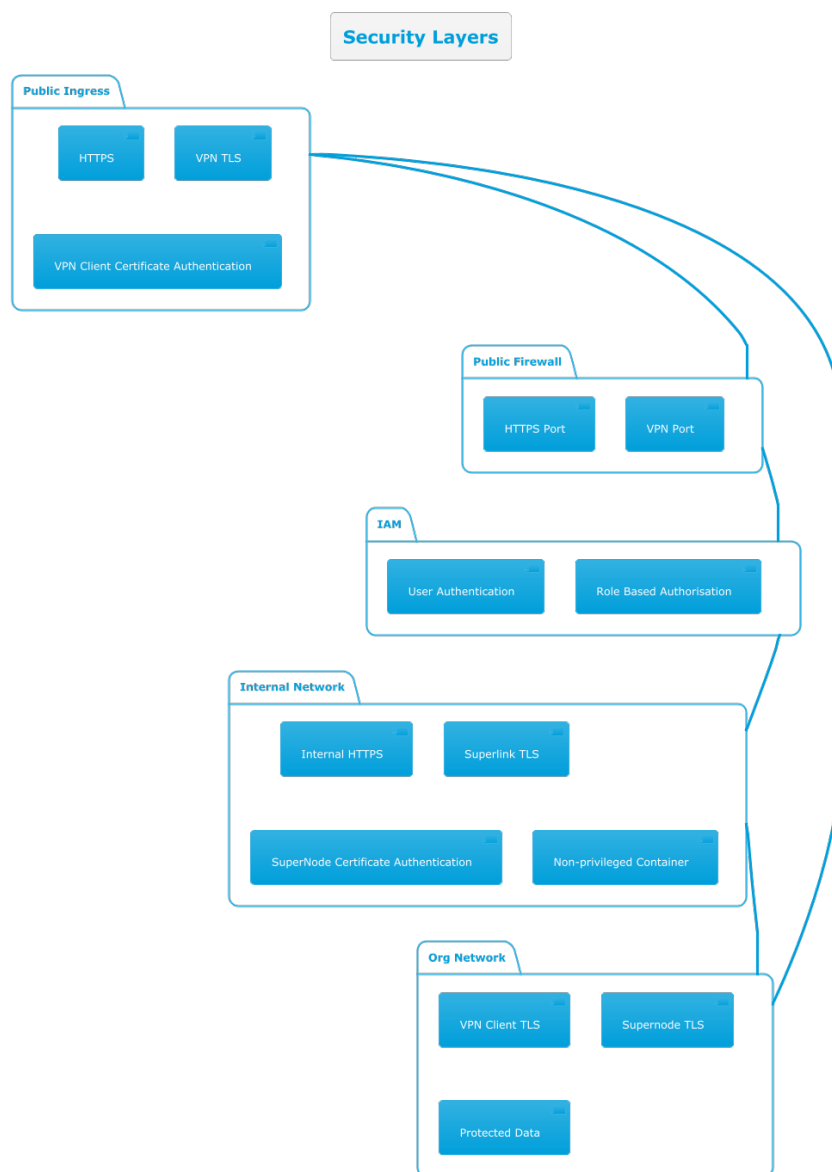 Security Layers
Public Ingress
HTTPS
VPN TLS
VPN Client Certificate Authentication
Public Firewall
HTTPS Port
VPN Port
IAM
User Authentication
Role Based Authorisation
Internal Network
Internal HTTPS
Superlink TLS
SuperNode Certificate Authentication
Non-privileged Container
Org Network
VPN Client TLS
Supernode TLS
Protected Data